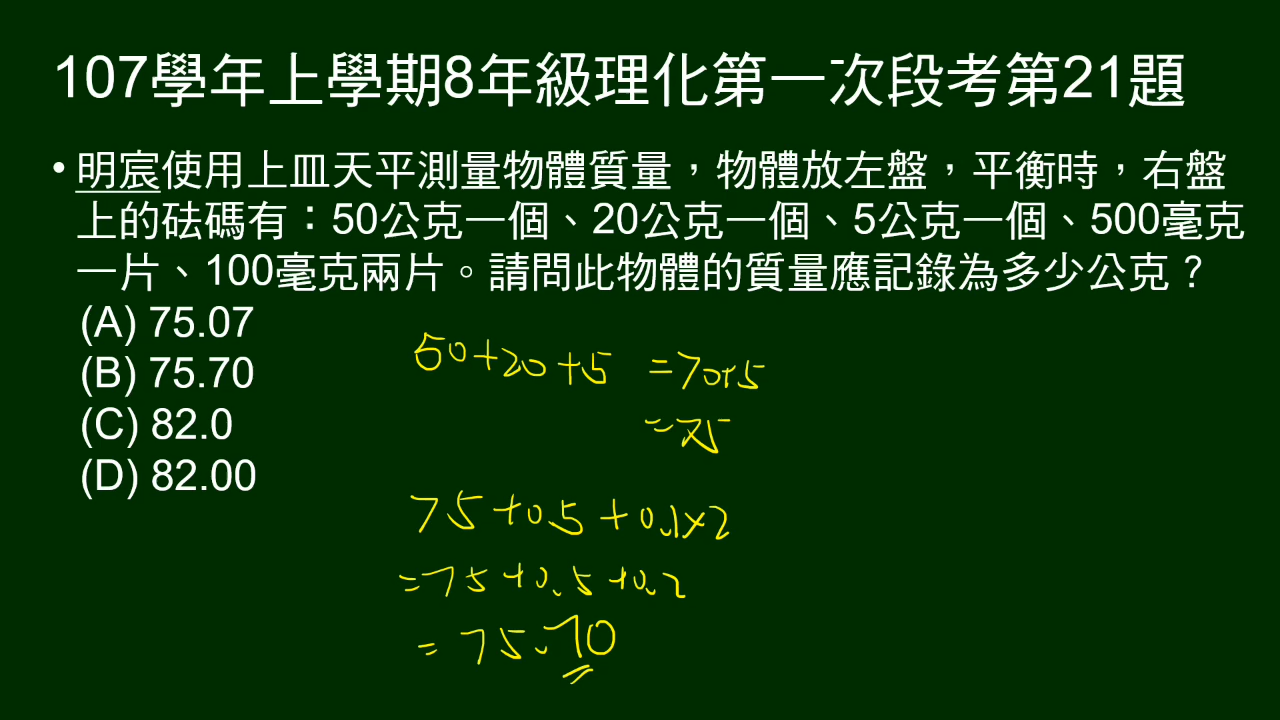 107學年上學期8年級理化第一次段考第21題
• 明宸使用上皿天平測量物體質量，物體放左盤，平衡時，右盤
上的砝碼有：50公克一個、20公克一個、5公克一個、500毫克
一片、100毫克兩片。請問此物體的質量應記錄為多少公克？
(A) 75.07
(B) 75.70
(C) 82.0
(D) 82.00
50+20+5 =70+5
=75
75+0.5+0.1×2
=75+0.5+0.2
=75.70